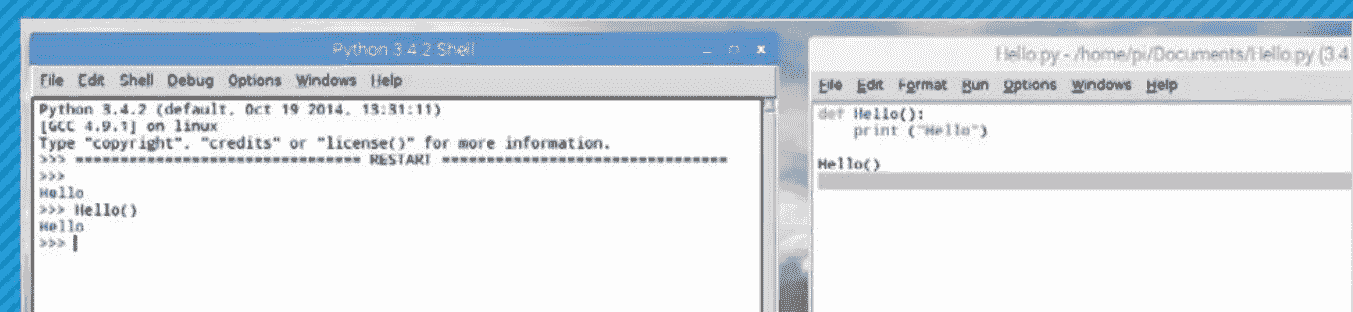 Python 3.4.2 Shell
File Edit Shell Debug Options Windows Help
Python 3.4.2 (default, Oct 19 2014, 13:31:11)
[GCC 4.9.1] on linux
Type "copyright", "credits" or "license()" for more information.
>>> ================================ RESTART ================================
>>>
Hello
>>> Hello()
Hello
>>>
Hello.py - /home/pi/Documents/Hello.py (3.4
File Edit Format Run Options Windows Help
def Hello():
    print ("Hello")
Hello()